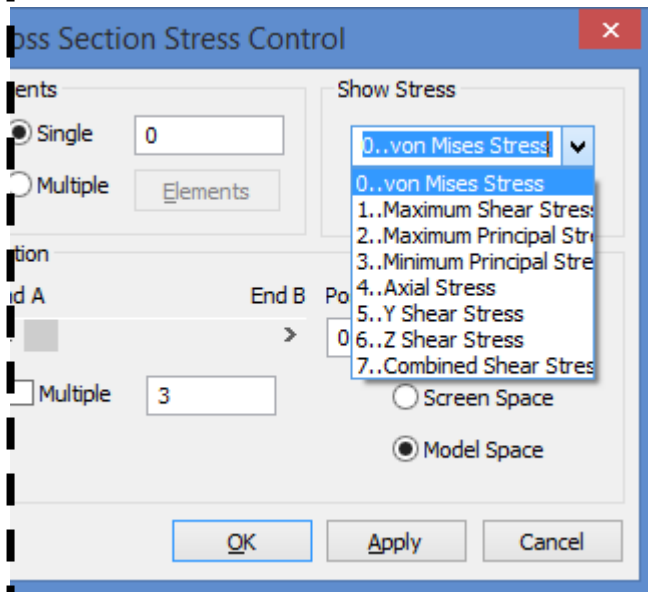 oss Section Stress Control
ents
Show Stress
Single
0
0..von Mises Stress
Multiple
Elements
0..von Mises Stress
1..Maximum Shear Stress
2..Maximum Principal Str
3..Minimum Principal Stre
4..Axial Stress
5..Y Shear Stress
6..Z Shear Stress
7..Combined Shear Stres
tion
d A
End B
Po
0
Multiple
3
Screen Space
Model Space
OK
Apply
Cancel